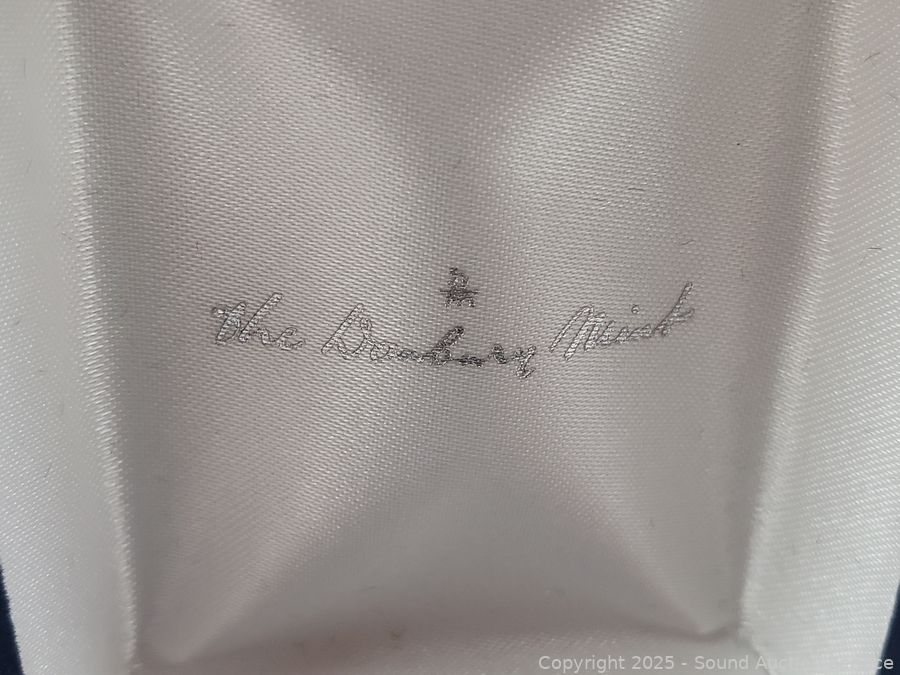 The Danbury Mint
Copyright 2025 - Sound Auction Service